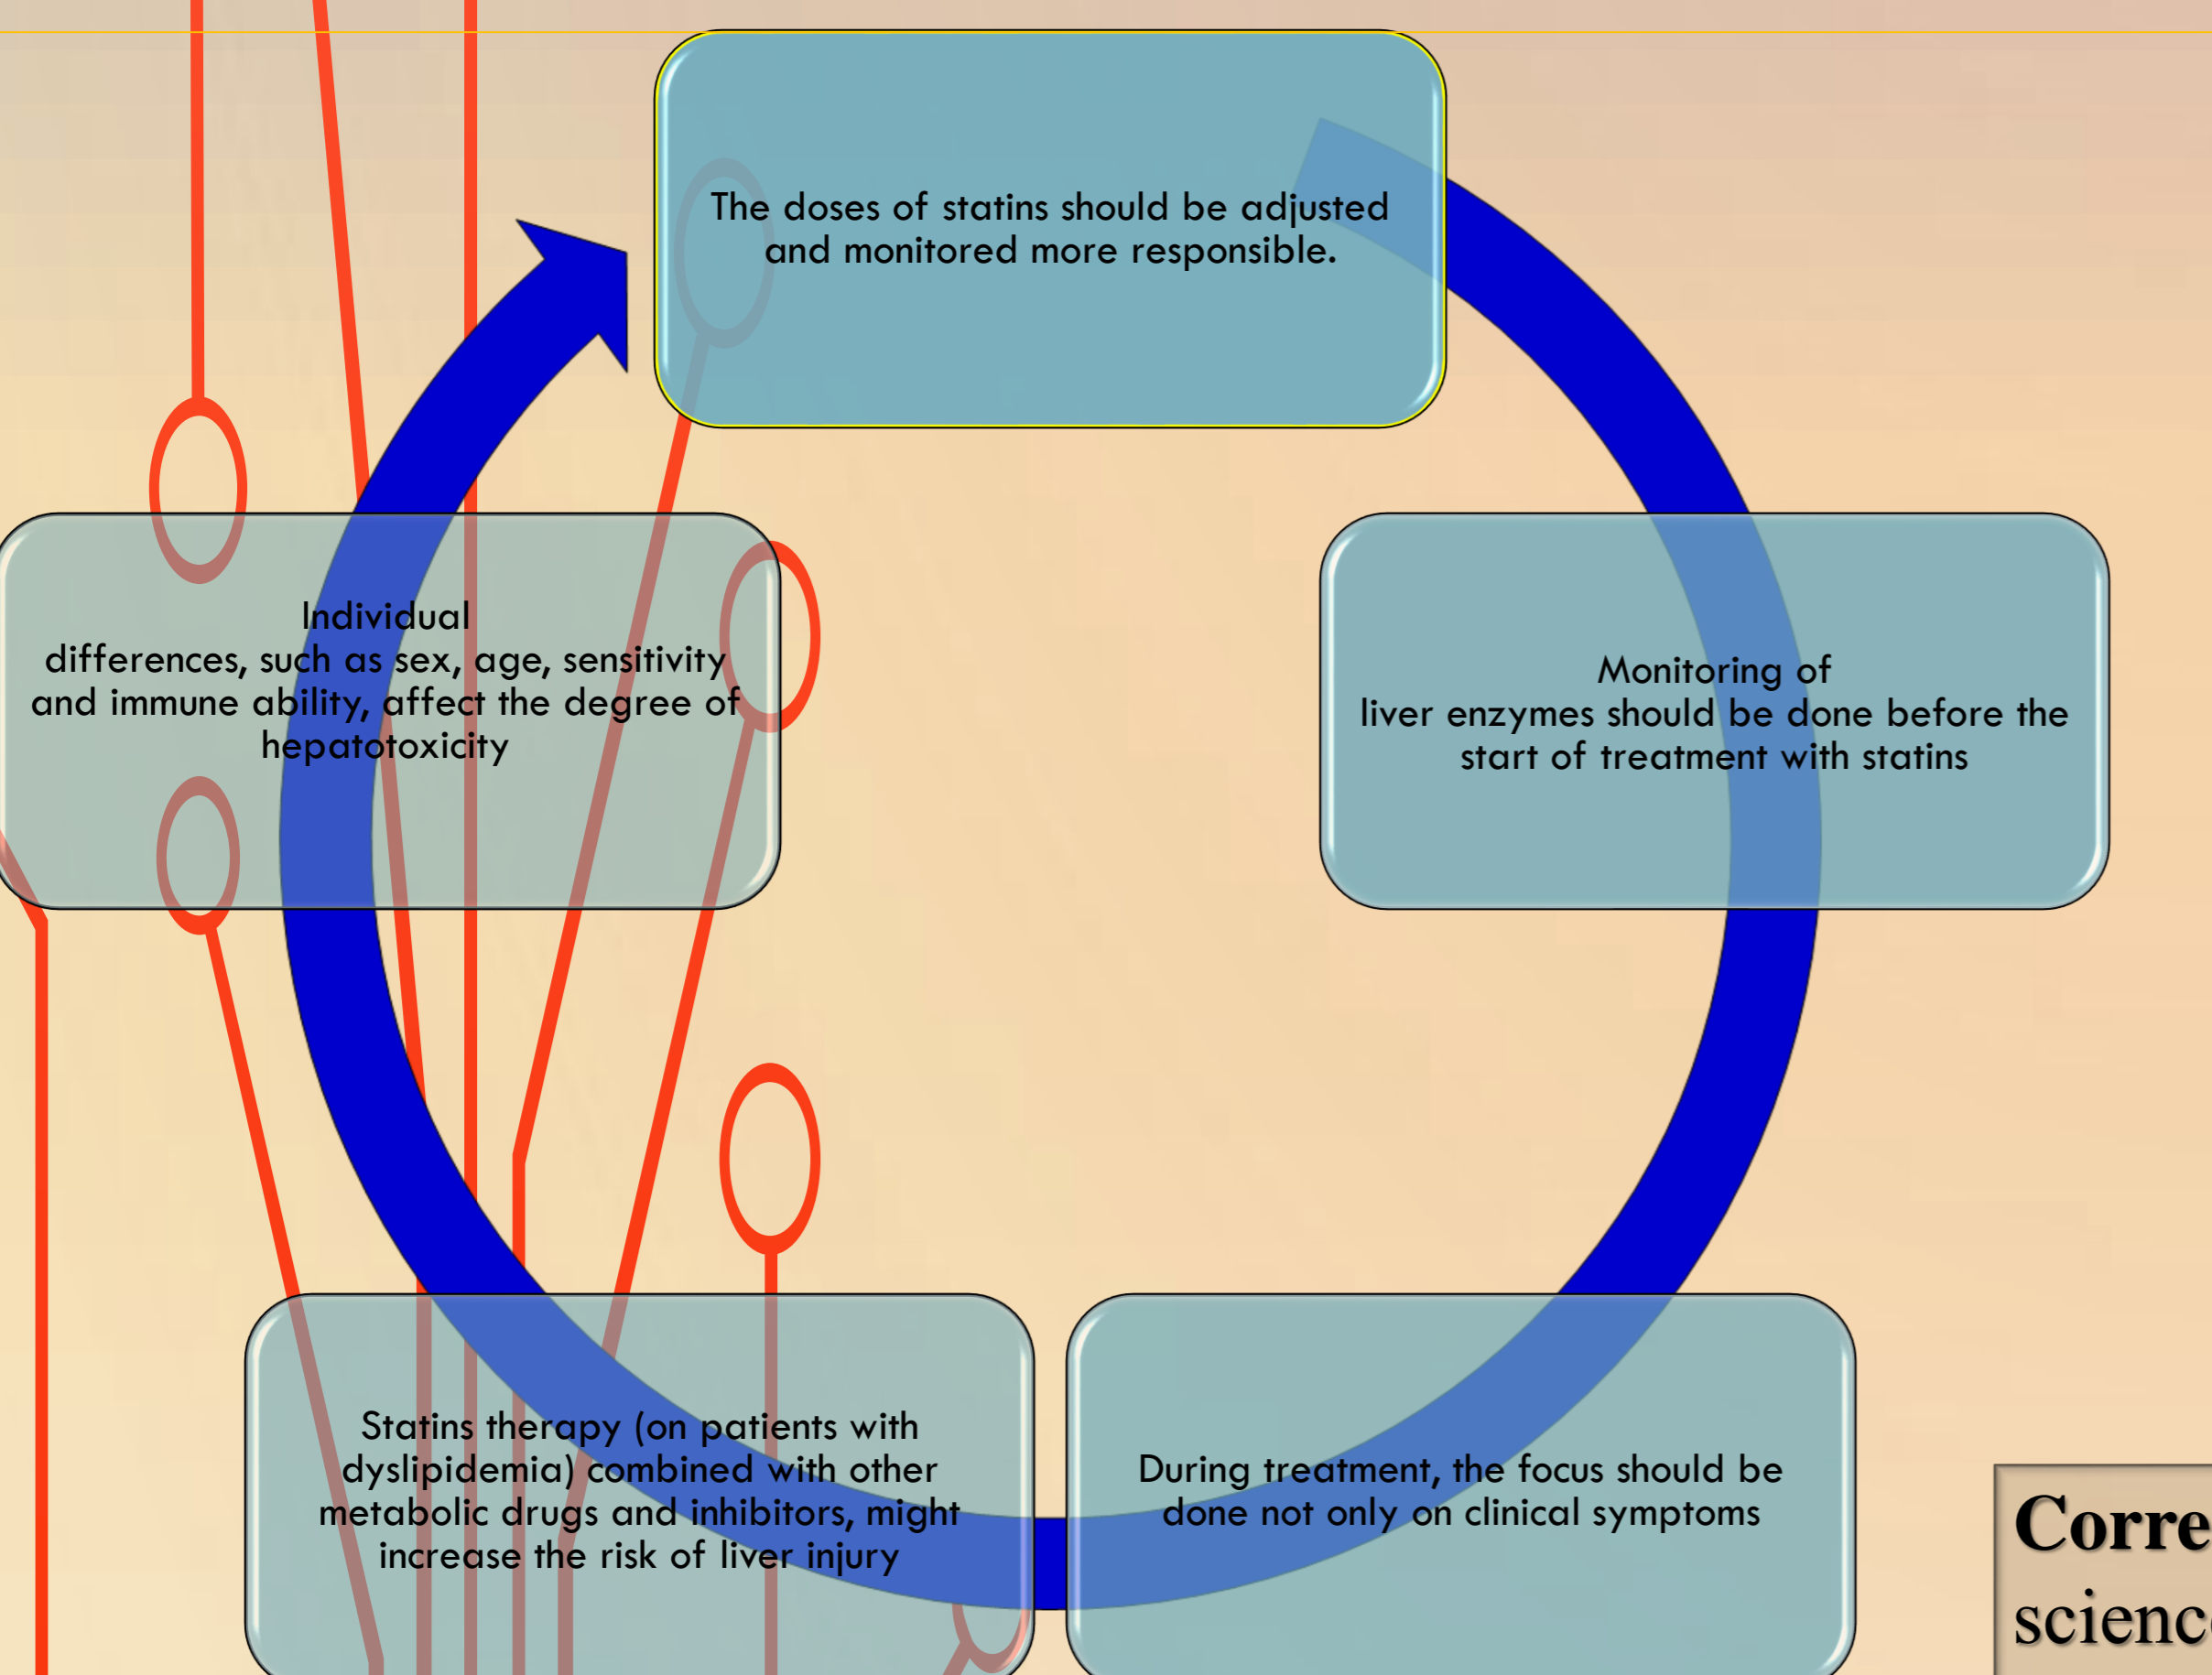 The doses of statins should be adjusted
and monitored more responsible.
Monitoring of
liver enzymes should be done before the
start of treatment with statins
During treatment, the focus should be
done not only on clinical symptoms
Statins therapy (on patients with
dyslipidemia) combined with other
metabolic drugs and inhibitors, might
increase the risk of liver injury
Individual
differences, such as sex, age, sensitivity
and immune ability, affect the degree of
hepatotoxicity